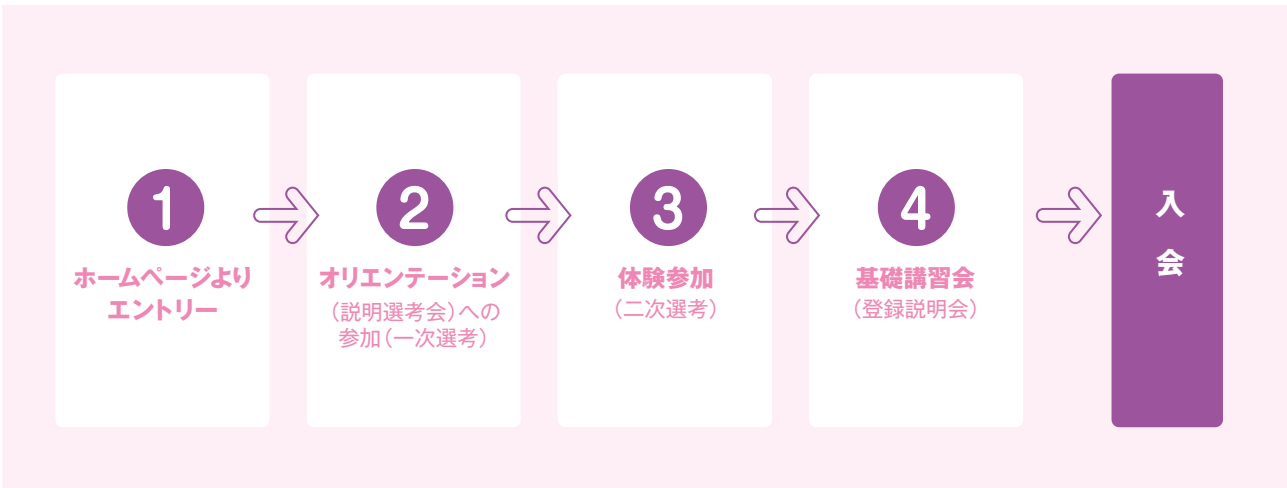 1
ホームページより
エントリー
2
オリエンテーション
（説明選考会）への
参加（一次選考）
3
体験参加
（二次選考）
4
基礎講習会
（登録説明会）
入
会